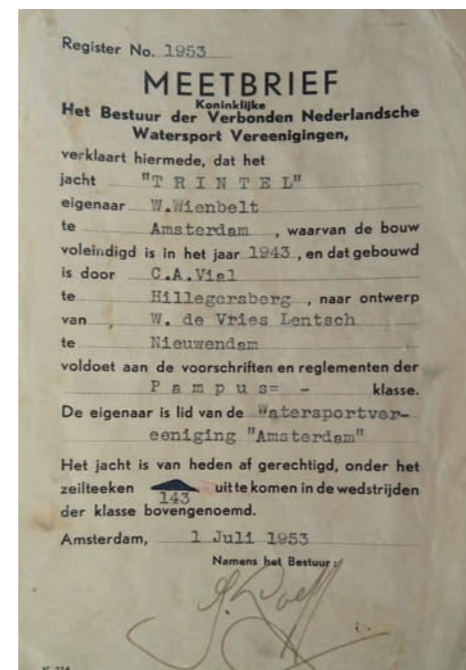 Register No. 1953
MEETBRIEF
Koninklijke
Het Bestuur der Verbonden Nederlandsche
Watersport Vereenigingen,
verklaart hiermede, dat het
jacht "T R I N T E L"
eigenaar W.Wienbelt
te Amsterdam , waarvan de bouw
voleindigd is in het jaar 1943 , en dat gebouwd
is door C.A.Viel
te Hillegersberg , naar ontwerp
van W. de Vries Lentsch
te Nieuwendam
voldoet aan de voorschriften en reglementen der
P a m p u s= - klasse.
De eigenaar is lid van de Watersportver-
eeniging "Amsterdam"
Het jacht is van heden af gerechtigd, onder het
zeilteeken 143 uit te komen in de wedstrijden
der klasse bovengenoemd.
Amsterdam, 1 Juli 1953
Namens het Bestuur: